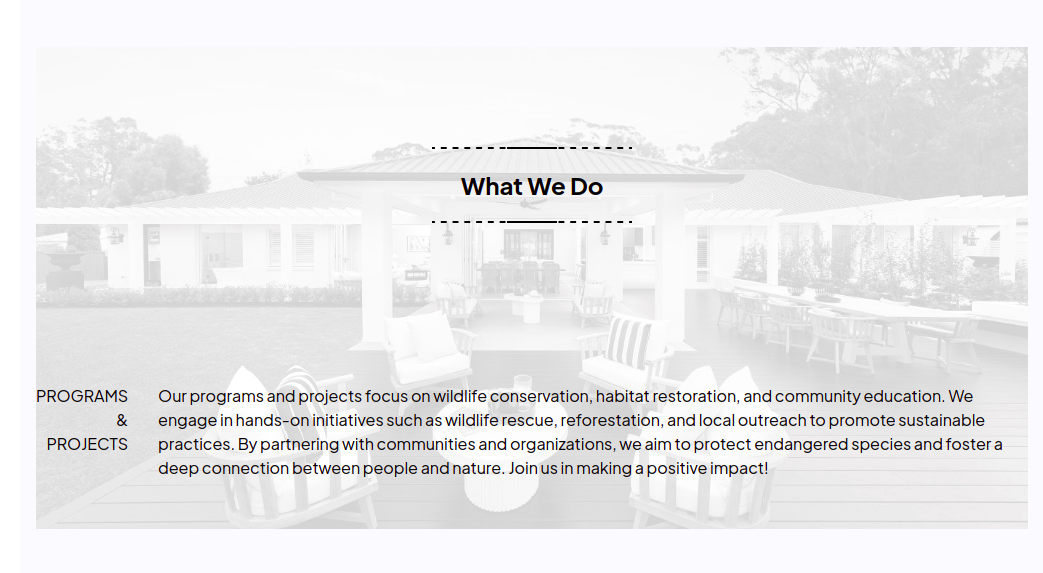 What We Do
PROGRAMS
&
PROJECTS
Our programs and projects focus on wildlife conservation, habitat restoration, and community education. We
engage in hands-on initiatives such as wildlife rescue, reforestation, and local outreach to promote sustainable
practices. By partnering with communities and organizations, we aim to protect endangered species and foster a
deep connection between people and nature. Join us in making a positive impact!